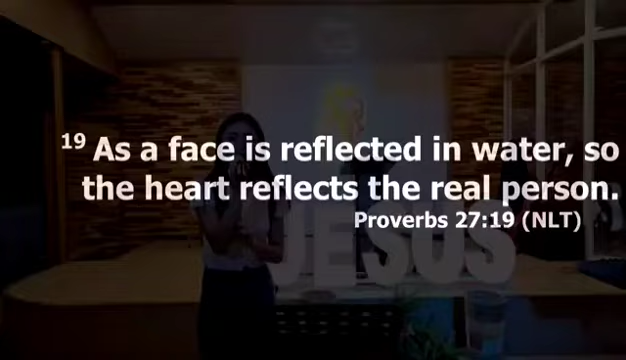 19 As a face is reflected in water, so
the heart reflects the real person.
Proverbs 27:19 (NLT)
JESUS